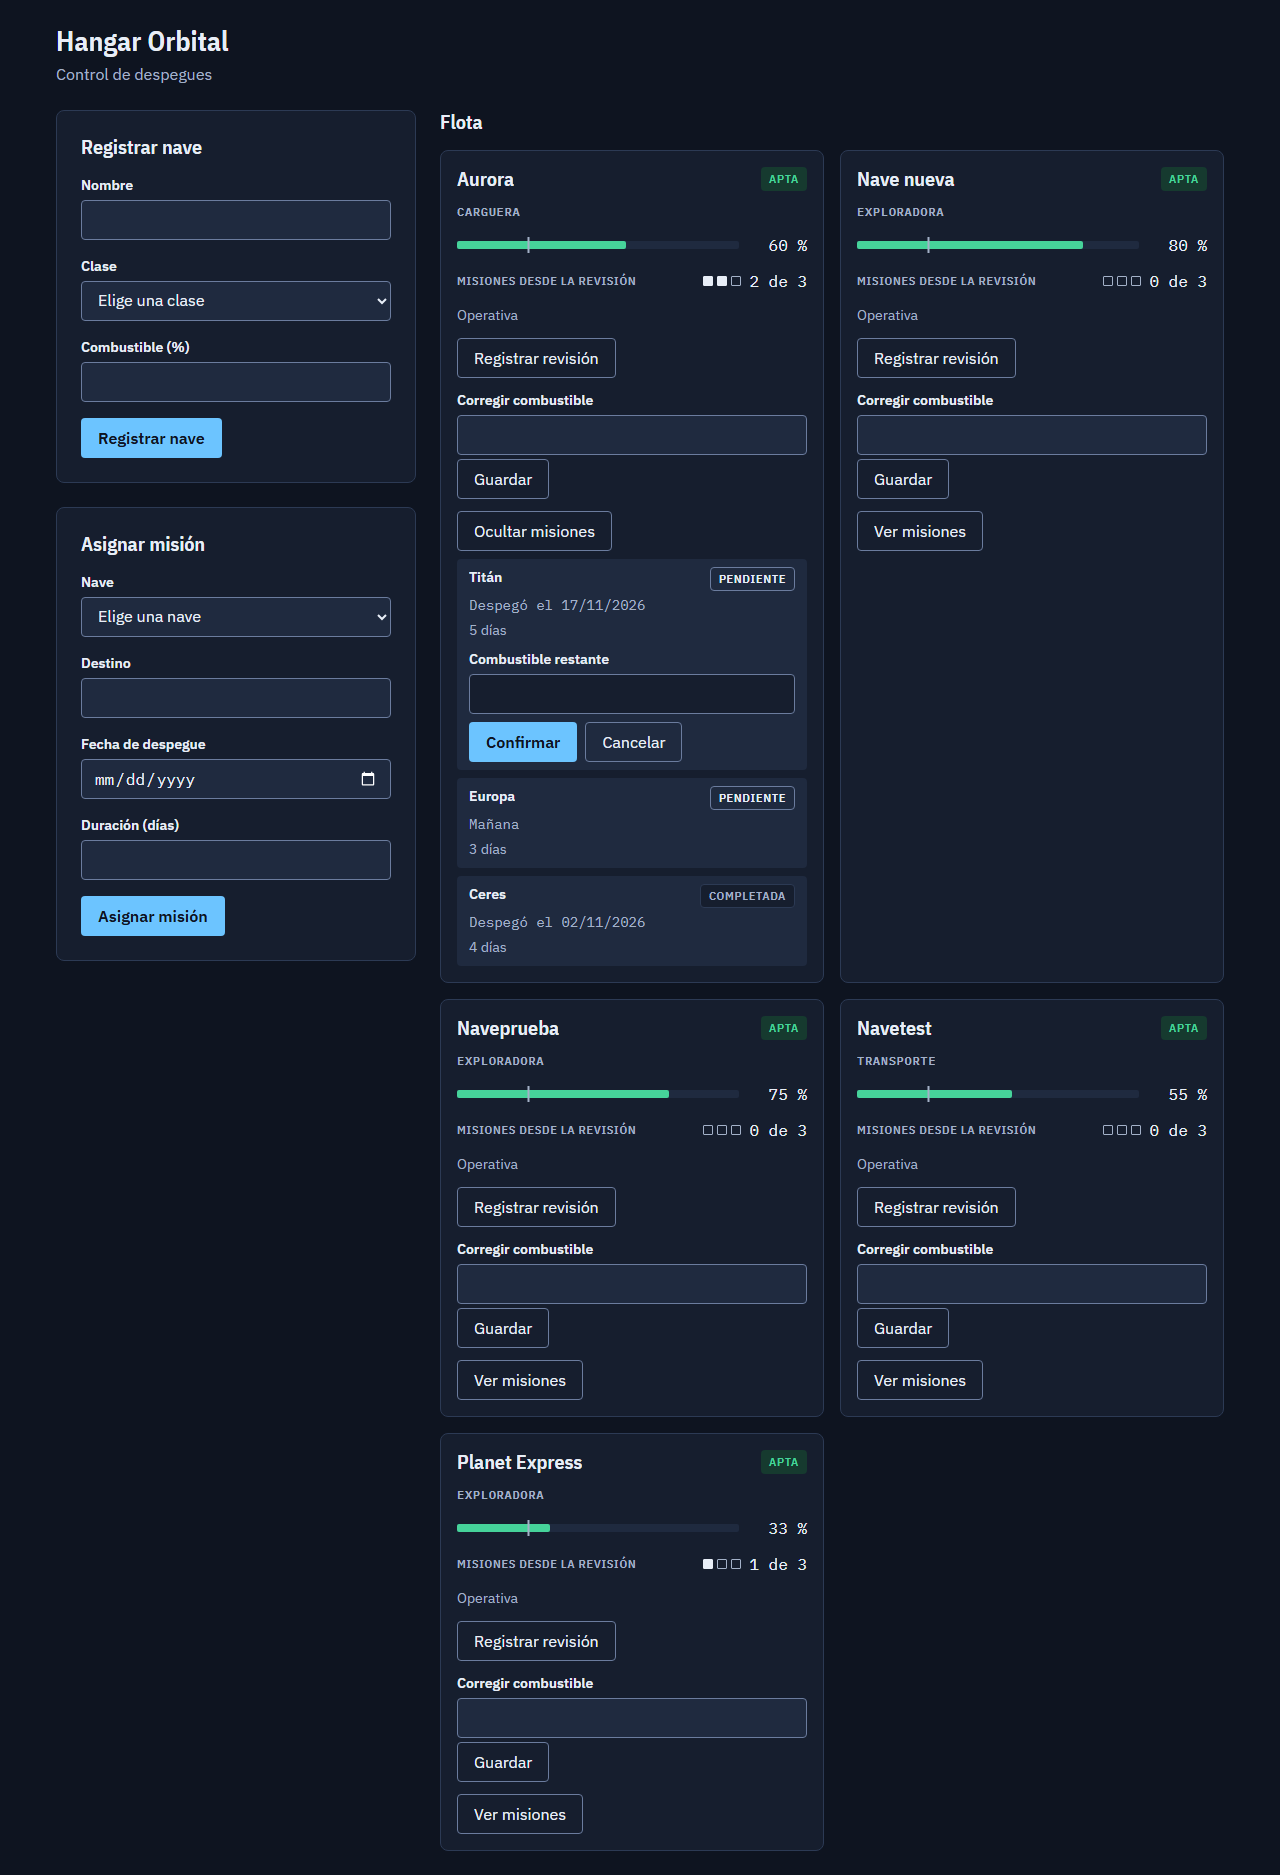 Hangar Orbital
Control de despegues
Registrar nave
Nombre
Clase
Elige una clase
Combustible (%)
Registrar nave
Asignar misión
Nave
Elige una nave
Destino
Fecha de despegue
mm/dd/yyyy
Duración (días)
Asignar misión
Flota
Aurora APTA
CARGUERA
60 %
MISIONES DESDE LA REVISIÓN 2 de 3
Operativa
Registrar revisión
Corregir combustible
Guardar
Ocultar misiones
Titán PENDIENTE
Despegó el 17/11/2026
5 días
Combustible restante
Confirmar Cancelar
Europa PENDIENTE
Mañana
3 días
Ceres COMPLETADA
Despegó el 02/11/2026
4 días
Nave nueva APTA
EXPLORADORA
80 %
MISIONES DESDE LA REVISIÓN 0 de 3
Operativa
Registrar revisión
Corregir combustible
Guardar
Ver misiones
Naveprueba APTA
EXPLORADORA
75 %
MISIONES DESDE LA REVISIÓN 0 de 3
Operativa
Registrar revisión
Corregir combustible
Guardar
Ver misiones
Navetest APTA
TRANSPORTE
55 %
MISIONES DESDE LA REVISIÓN 0 de 3
Operativa
Registrar revisión
Corregir combustible
Guardar
Ver misiones
Planet Express APTA
EXPLORADORA
33 %
MISIONES DESDE LA REVISIÓN 1 de 3
Operativa
Registrar revisión
Corregir combustible
Guardar
Ver misiones